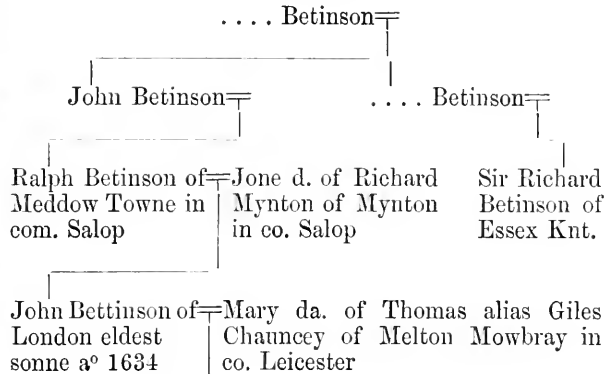 .... Betinson
John Betinson .... Betinson
Ralph Betinson of Jone d. of Richard Sir Richard
Meddow Towne in Mynton of Mynton Betinson of
com. Salop in co. Salop Essex Knt.
John Bettinson of Mary da. of Thomas alias Giles
London eldest Chauncey of Melton Mowbray in
sonne aº 1634 co. Leicester